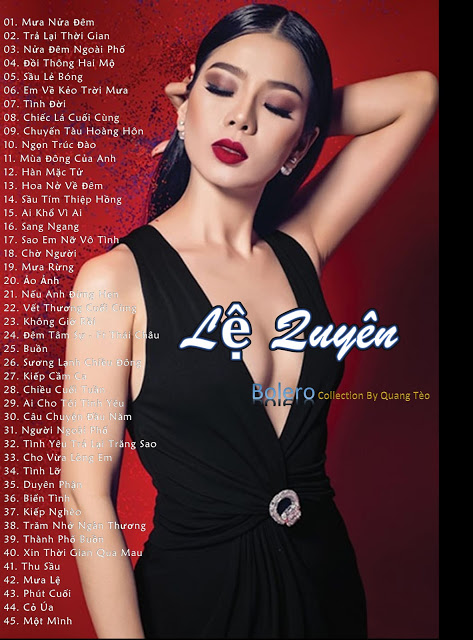 01. Mưa Nửa Đêm
02. Trả Lại Thời Gian
03. Nửa Đêm Ngoài Phố
04. Đồi Thông Hai Mộ
05. Sầu Lẻ Bóng
06. Em Về Kẻo Trời Mưa
07. Tình Đời
08. Chiếc Lá Cuối Cùng
09. Chuyến Tàu Hoàng Hôn
10. Ngọn Trúc Đào
11. Mùa Đông Của Anh
12. Hàn Mặc Tử
13. Hoa Nở Về Đêm
14. Sầu Tím Thiệp Hồng
15. Ai Khổ Vì Ai
16. Sang Ngang
17. Sao Em Nỡ Vô Tình
18. Chờ Người
19. Mưa Rừng
20. Ảo Ảnh
21. Nếu Anh Đừng Hẹn
22. Vết Thương Cuối Cùng
23. Không Giờ Rồi
24. Đêm Tâm Sự - Vì Châu
25. Buồn
26. Sương Lạnh Chiều Đông
27. Kiếp Cầm Ca
28. Chiều Cuối Tuần
29. Ai Cho Tôi Tình Yêu
30. Câu Chuyện Đầu Năm
31. Người Ngoài Phố
32. Tình Yêu Trả Lại Trăng Sao
33. Cho Vừa Lòng Em
34. Tình Lỡ
35. Duyên Phận
36. Biển Tình
37. Kiếp Nghèo
38. Trăm Nhớ Ngàn Thương
39. Thành Phố Buồn
40. Xin Thời Gian Qua Mau
41. Thu Sầu
42. Mưa Lệ
43. Phút Cuối
44. Cỏ Úa
45. Một Mình
Lệ Quyên
Bolero Collection By Quang Tèo